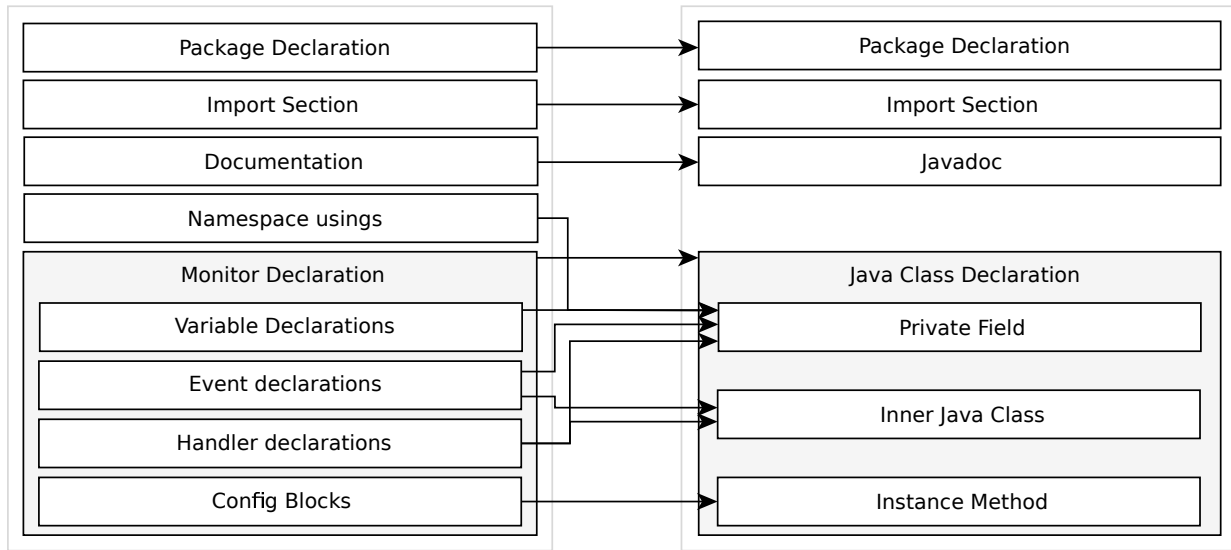 Package Declaration
Import Section
Documentation
Namespace usings
Monitor Declaration
Variable Declarations
Event declarations
Handler declarations
Config Blocks
Package Declaration
Import Section
Javadoc
Java Class Declaration
Private Field
Inner Java Class
Instance Method